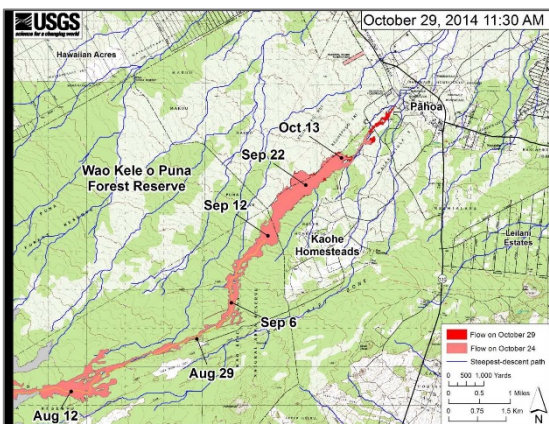 USGS
science for a changing world
October 29, 2014 11:30 AM
Hawaiian Acres
Pāhoa
Oct 13
Sep 22
Wao Kele o Puna
Forest Reserve
Sep 12
Kaohe
Homesteads
Leilani
Estates
Sep 6
Aug 29
Aug 12
Flow on October 29
Flow on October 24
Steepest-descent path
0 500 1,000 Yards
0 0.5 1 Miles
0 0.75 1.5 Km
N